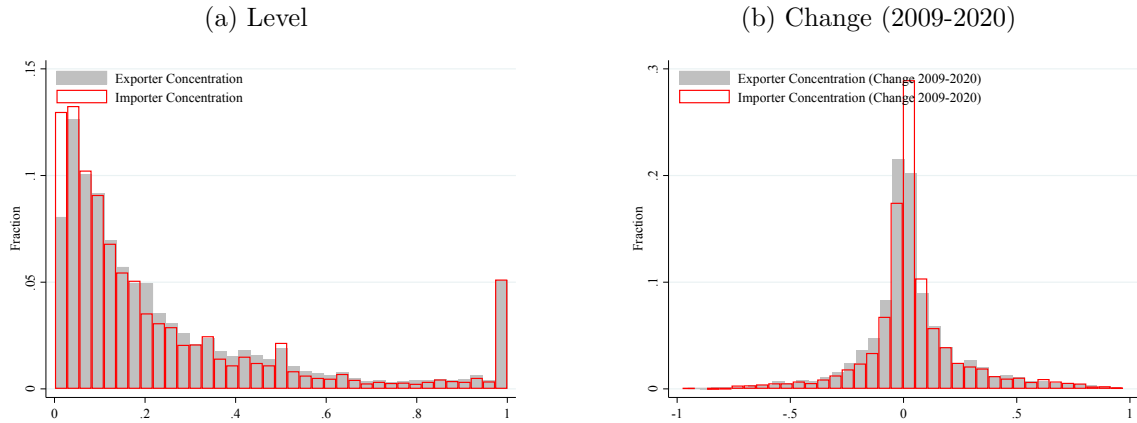 (a) Level
Exporter Concentration
Importer Concentration
Fraction
.15
.1
.05
0
0
.2
.4
.6
.8
1
(b) Change (2009-2020)
Exporter Concentration (Change 2009-2020)
Importer Concentration (Change 2009-2020)
Fraction
.3
.2
.1
0
-1
-.5
0
.5
1